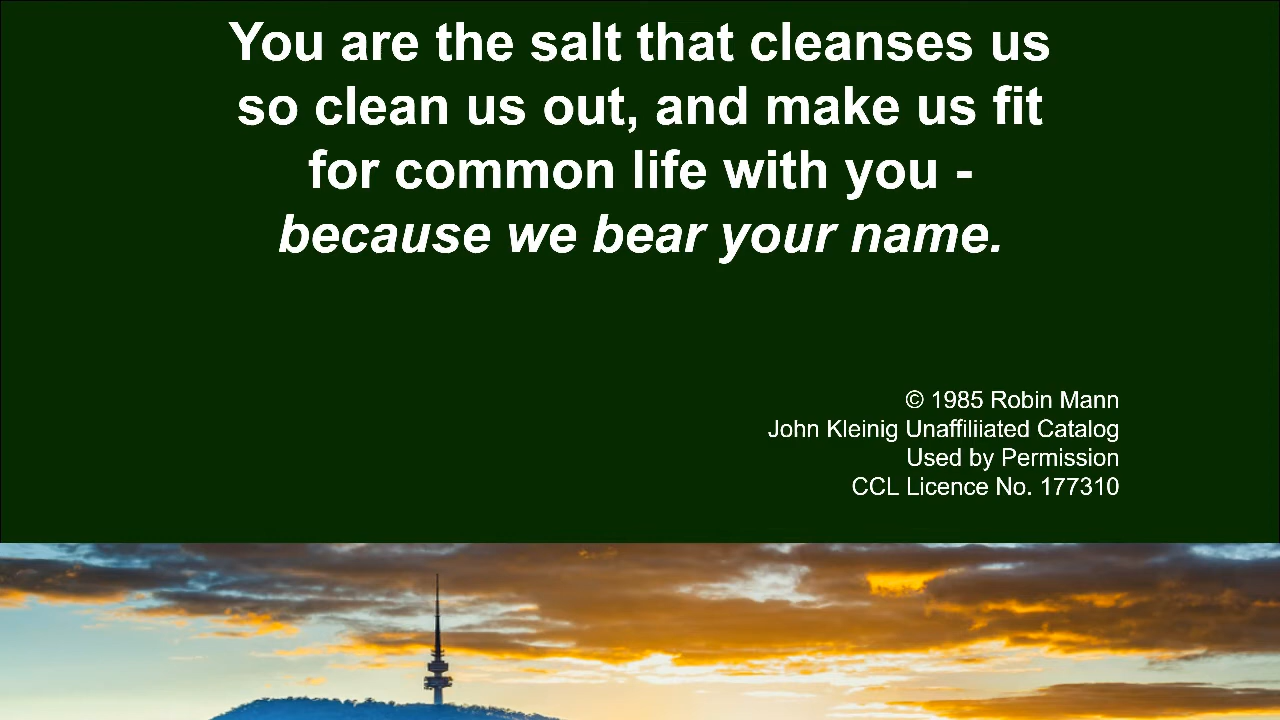 You are the salt that cleanses us
so clean us out, and make us fit
for common life with you -
because we bear your name.
© 1985 Robin Mann
John Kleinig Unaffiliiated Catalog
Used by Permission
CCL Licence No. 177310